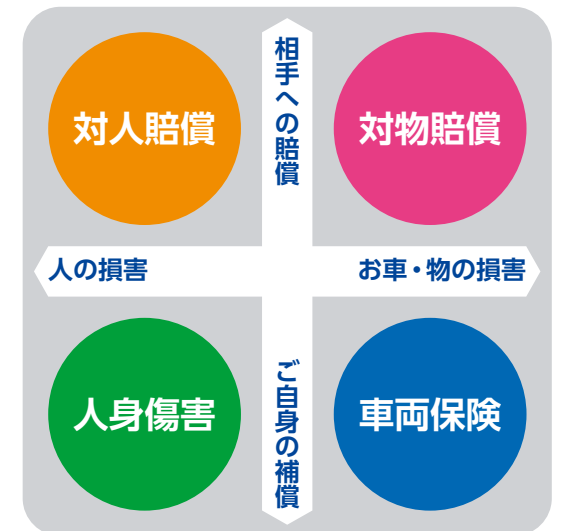 相手への賠償
対人賠償
対物賠償
人の損害
お車・物の損害
人身傷害
車両保険
ご自身の補償